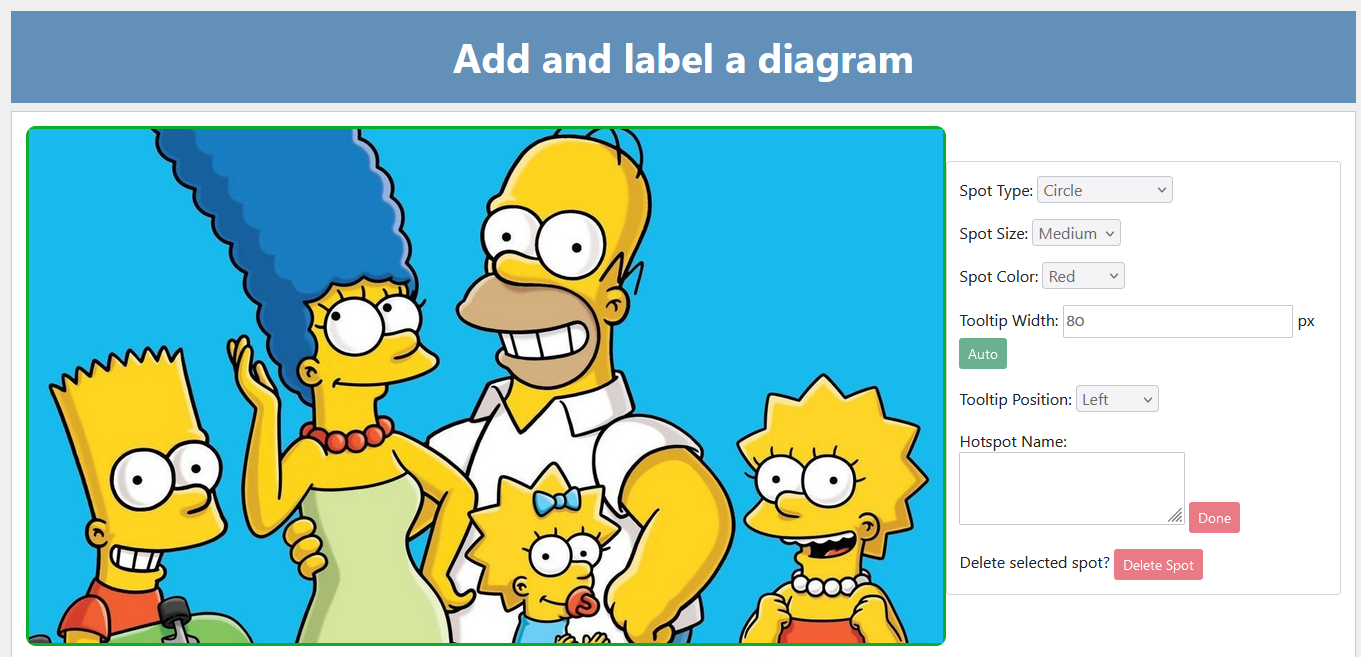 Add and label a diagram
Spot Type: Circle
Spot Size: Medium
Spot Color: Red
Tooltip Width: 80 px
Auto
Tooltip Position: Left
Hotspot Name:
Done
Delete selected spot? Delete Spot
S